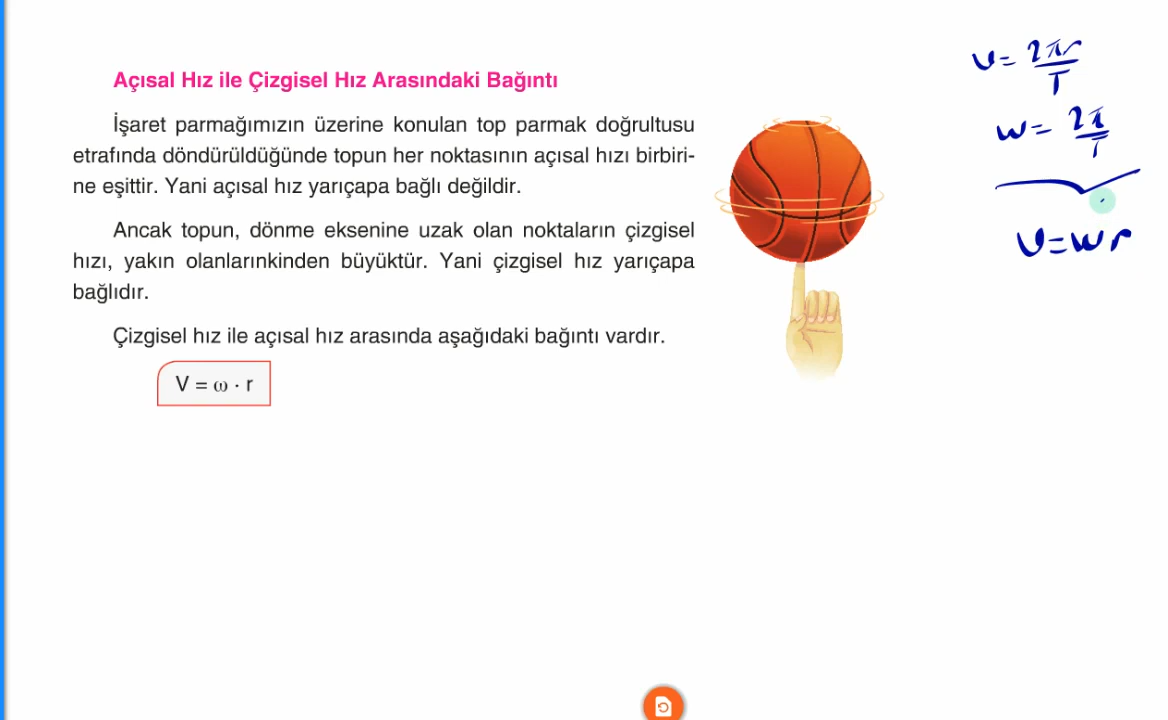 Açısal Hız ile Çizgisel Hız Arasındaki Bağıntı
İşaret parmağımızın üzerine konulan top parmak doğrultusu
etrafında döndürüldüğünde topun her noktasının açısal hızı birbiri-
ne eşittir. Yani açısal hız yarıçapa bağlı değildir.
Ancak topun, dönme eksenine uzak olan noktaların çizgisel
hızı, yakın olanlarınkinden büyüktür. Yani çizgisel hız yarıçapa
bağlıdır.
Çizgisel hız ile açısal hız arasında aşağıdaki bağıntı vardır.
V = ω · r
v = 2πr/T
w = 2π/T
v = w r